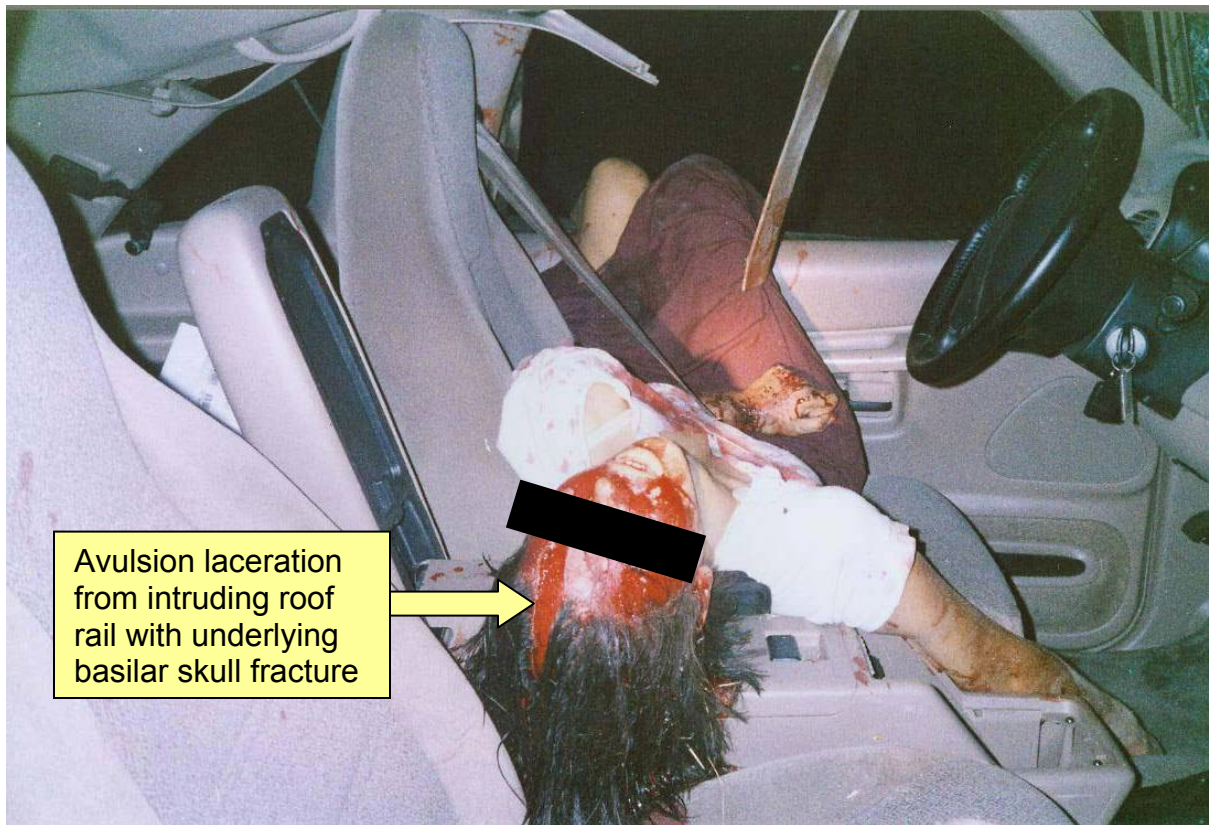 Avulsion laceration
from intruding roof
rail with underlying
basilar skull fracture